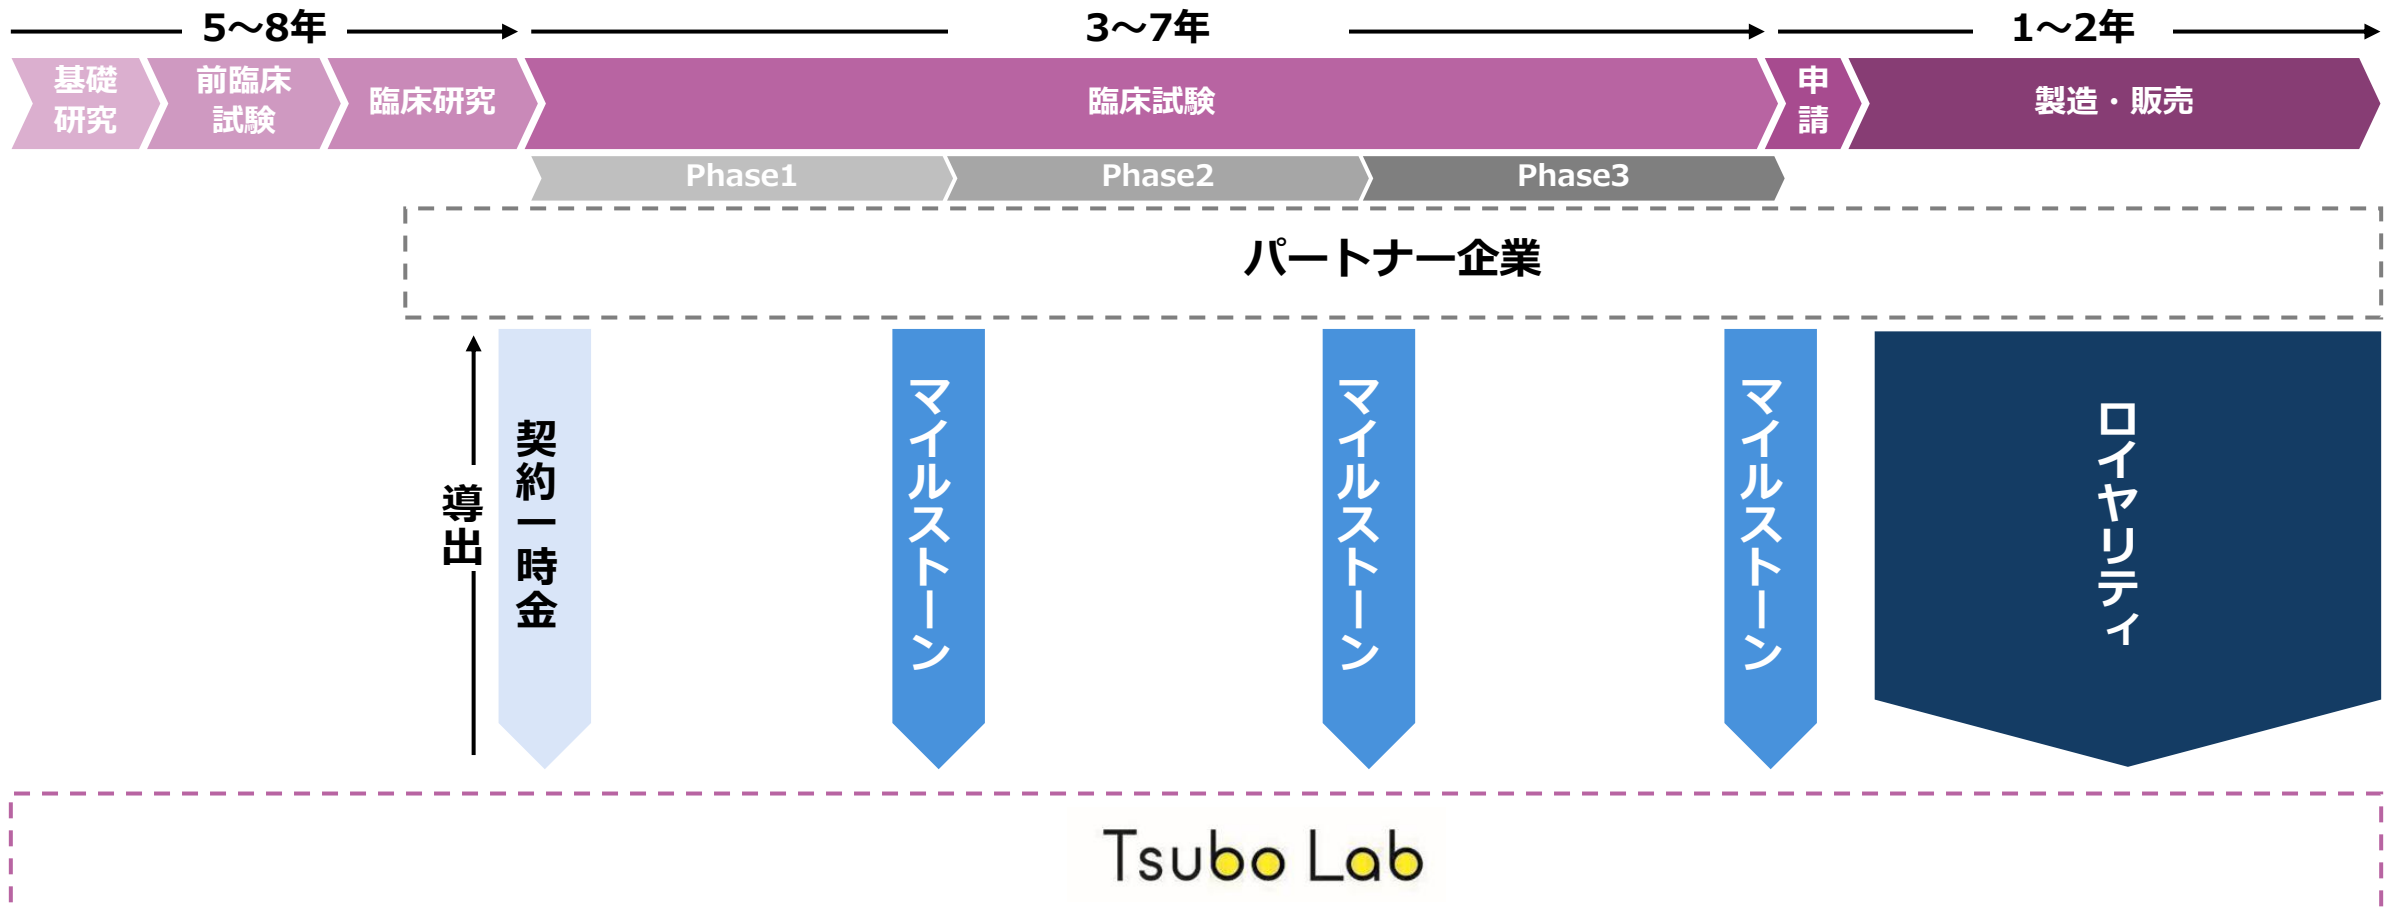 5～8年
3～7年
1～2年
基礎
研究
前臨床
試験
臨床研究
臨床試験
申
請
製造・販売
Phase1
Phase2
Phase3
パートナー企業
導出
契約一時金
マイルストーン
マイルストーン
マイルストーン
ロイヤリティ
Tsubo Lab